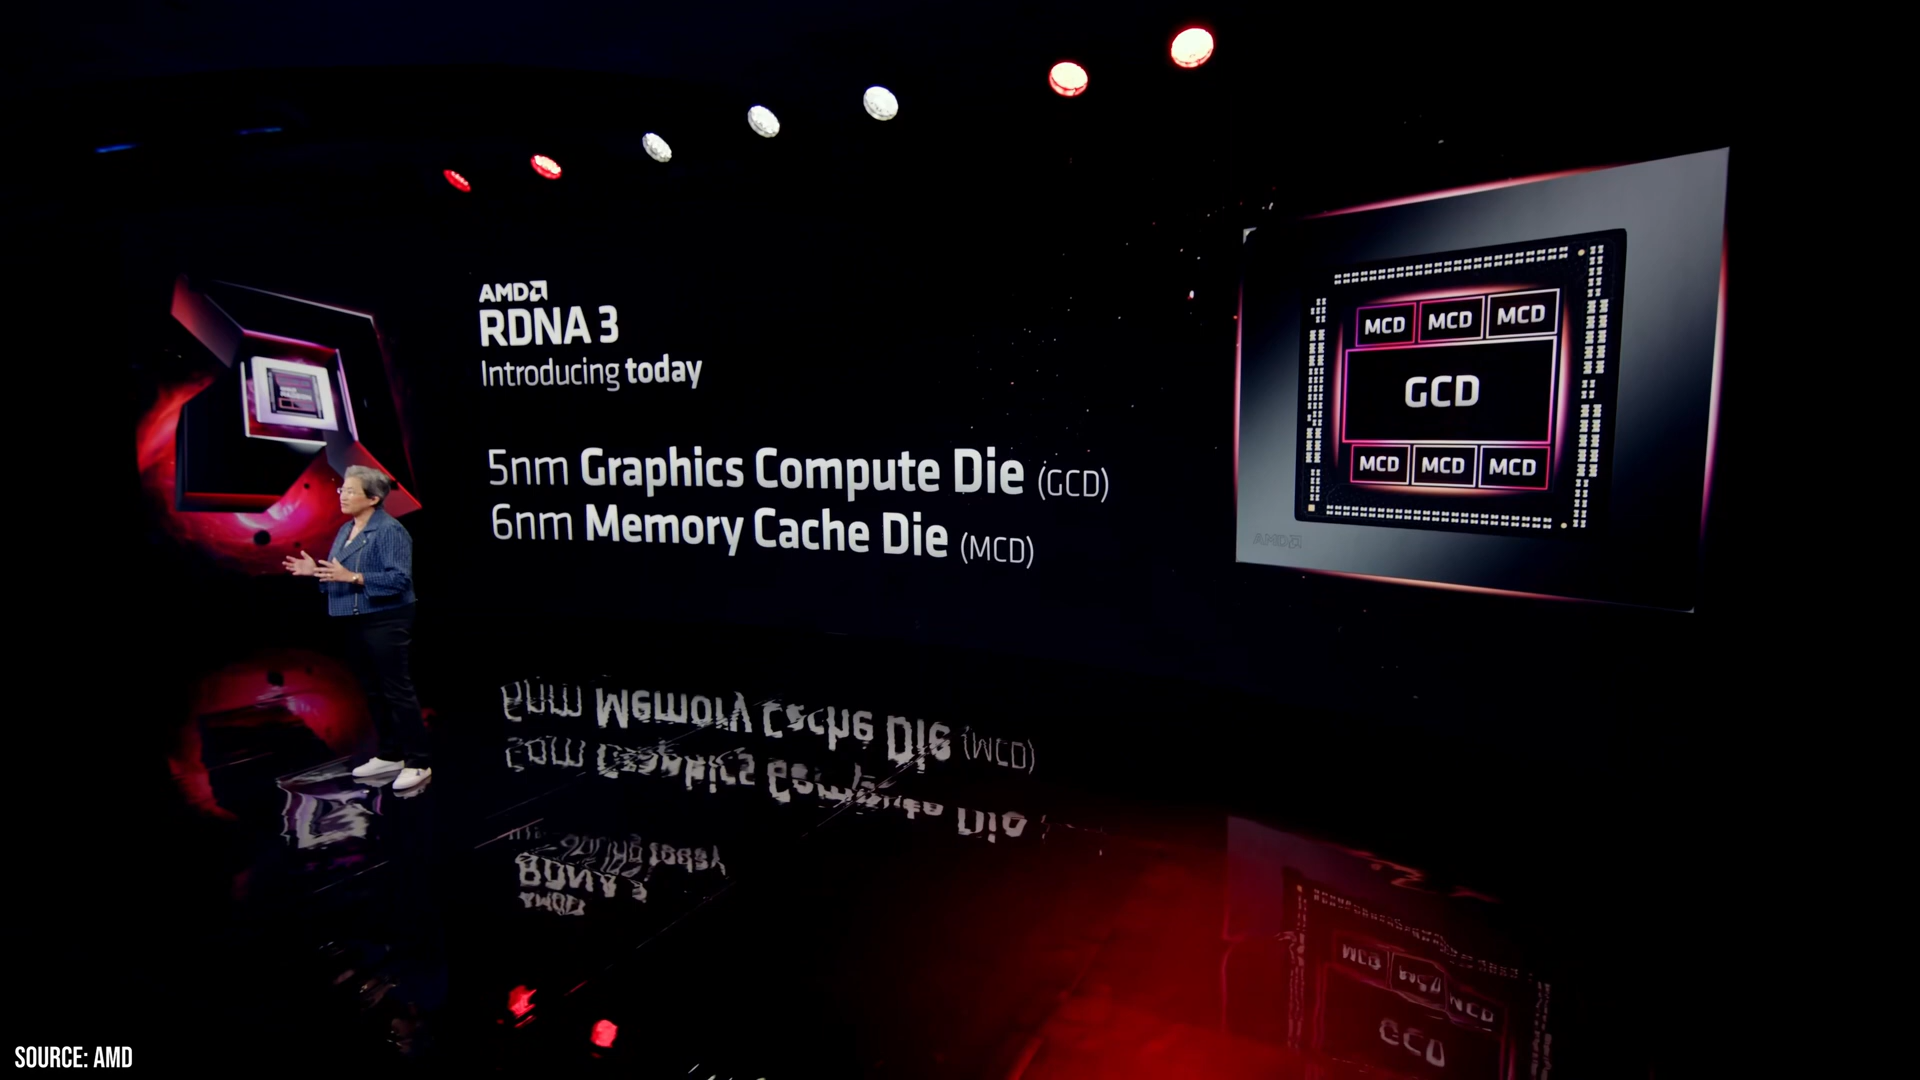 AMD
RDNA 3
Introducing today
5nm Graphics Compute Die (GCD)
6nm Memory Cache Die (MCD)
MCD MCD MCD
GCD
MCD MCD MCD
AMD
SOURCE: AMD